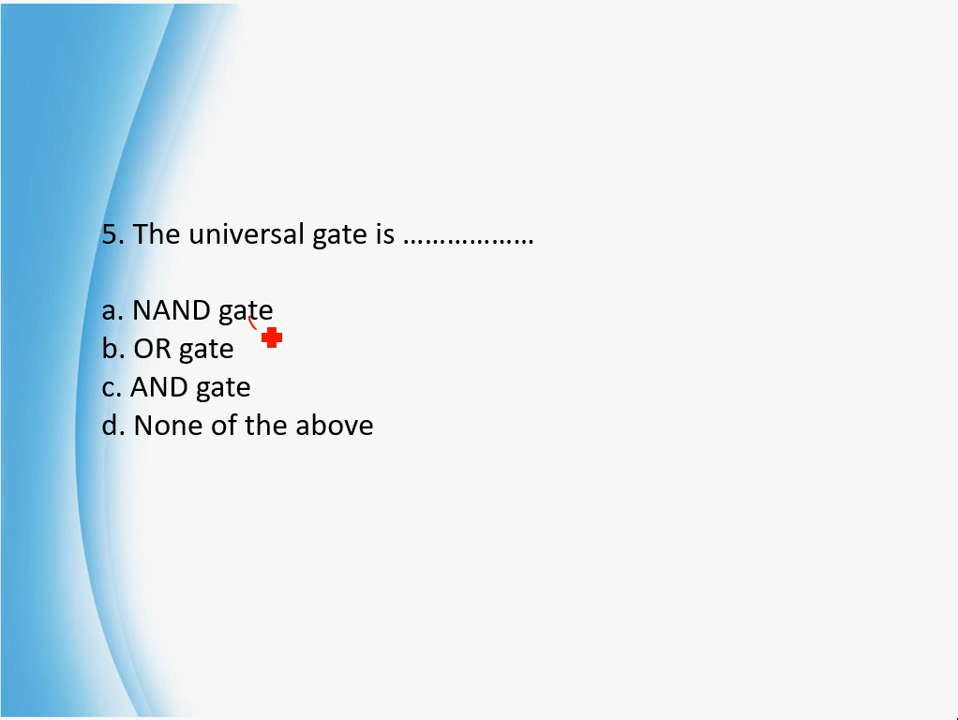 5. The universal gate is ………………
a. NAND gate
b. OR gate
c. AND gate
d. None of the above